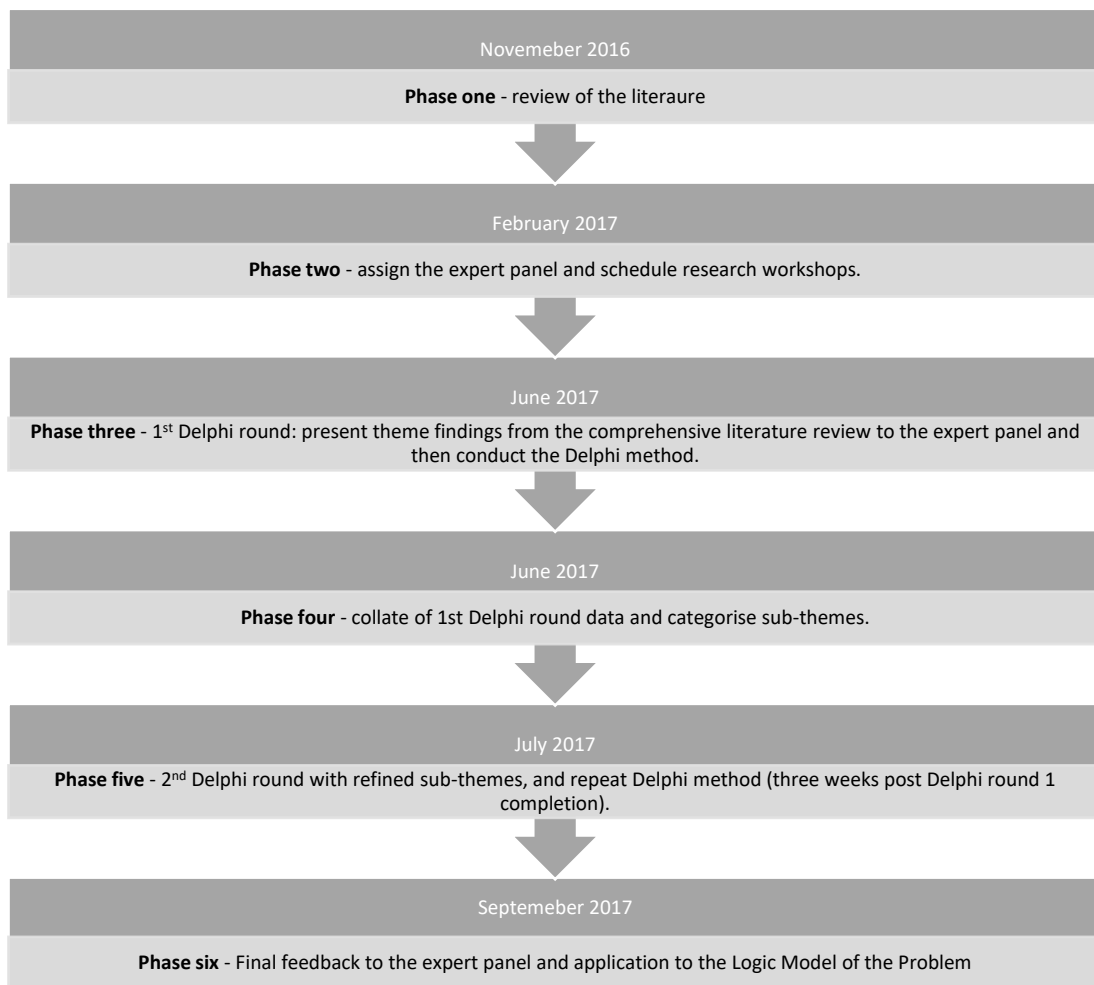 Novemeber 2016
Phase one - review of the literaure
February 2017
Phase two - assign the expert panel and schedule research workshops.
June 2017
Phase three - 1st Delphi round: present theme findings from the comprehensive literature review to the expert panel and
then conduct the Delphi method.
June 2017
Phase four - collate of 1st Delphi round data and categorise sub-themes.
July 2017
Phase five - 2nd Delphi round with refined sub-themes, and repeat Delphi method (three weeks post Delphi round 1
completion).
Septemeber 2017
Phase six - Final feedback to the expert panel and application to the Logic Model of the Problem